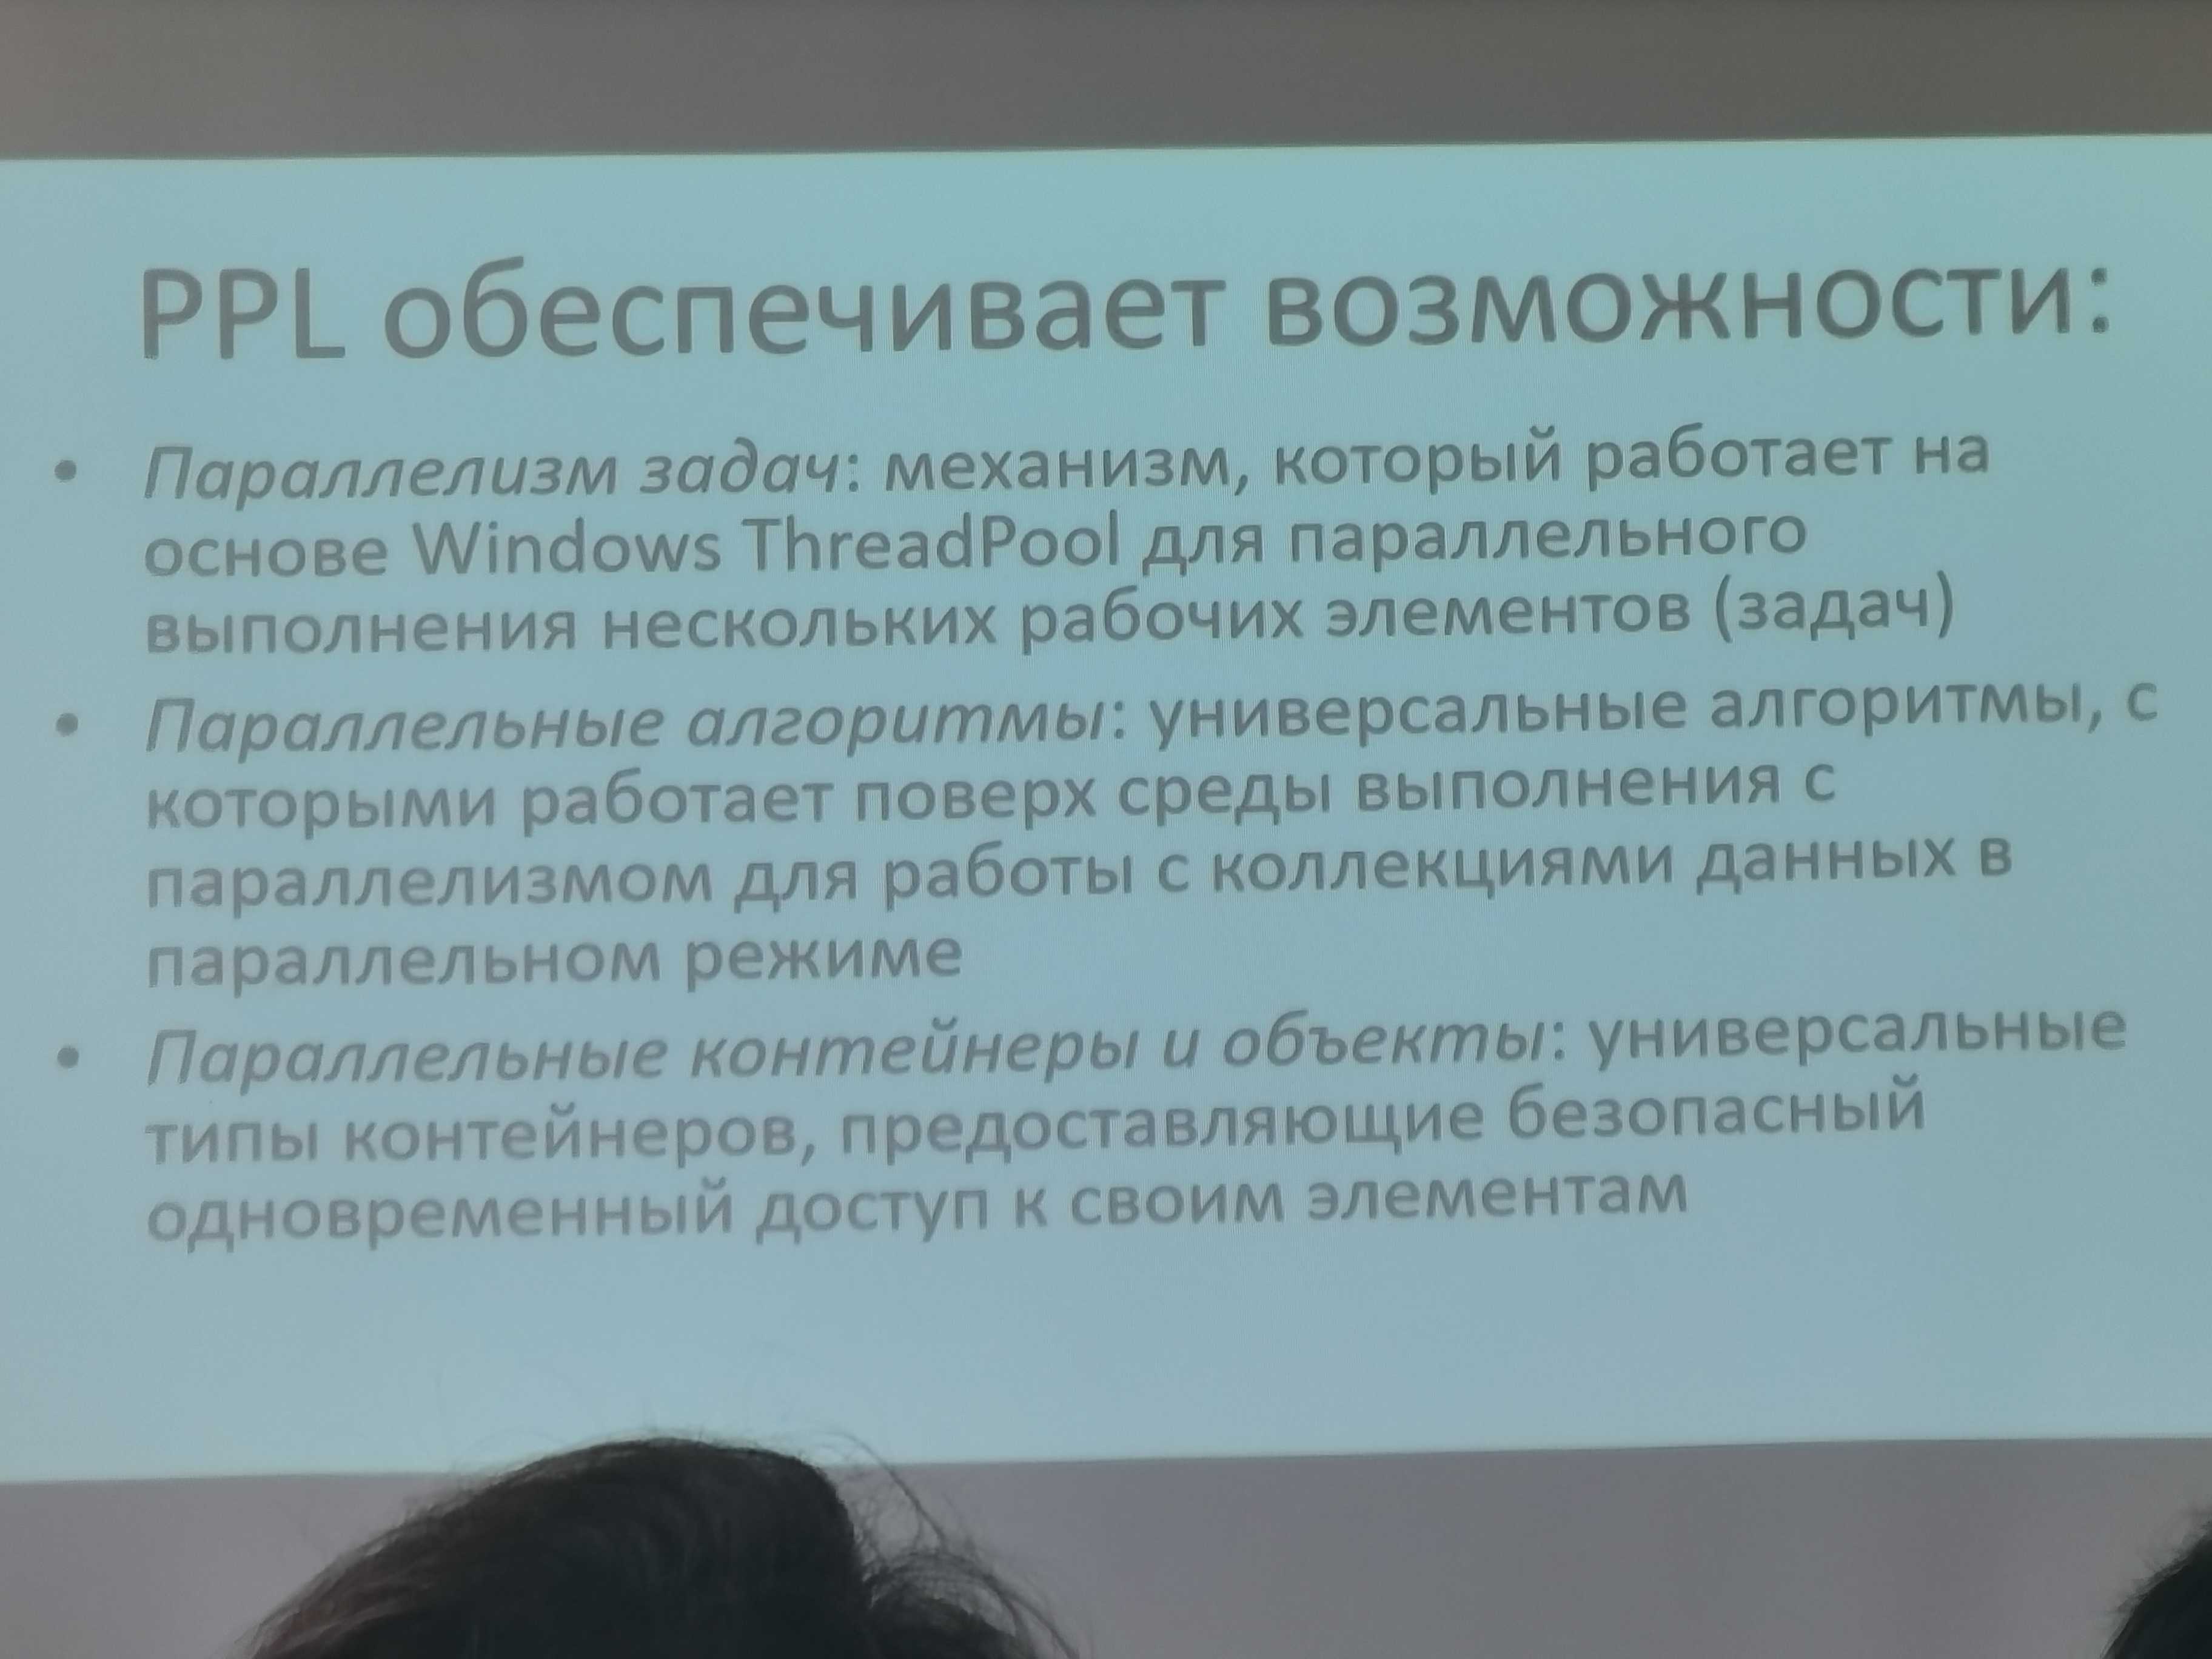 PPL обеспечивает возможности:
• Параллелизм задач: механизм, который работает на
основе Windows ThreadPool для параллельного
выполнения нескольких рабочих элементов (задач)
• Параллельные алгоритмы: универсальные алгоритмы, с
которыми работает поверх среды выполнения с
параллелизмом для работы с коллекциями данных в
параллельном режиме
• Параллельные контейнеры и объекты: универсальные
типы контейнеров, предоставляющие безопасный
одновременный доступ к своим элементам